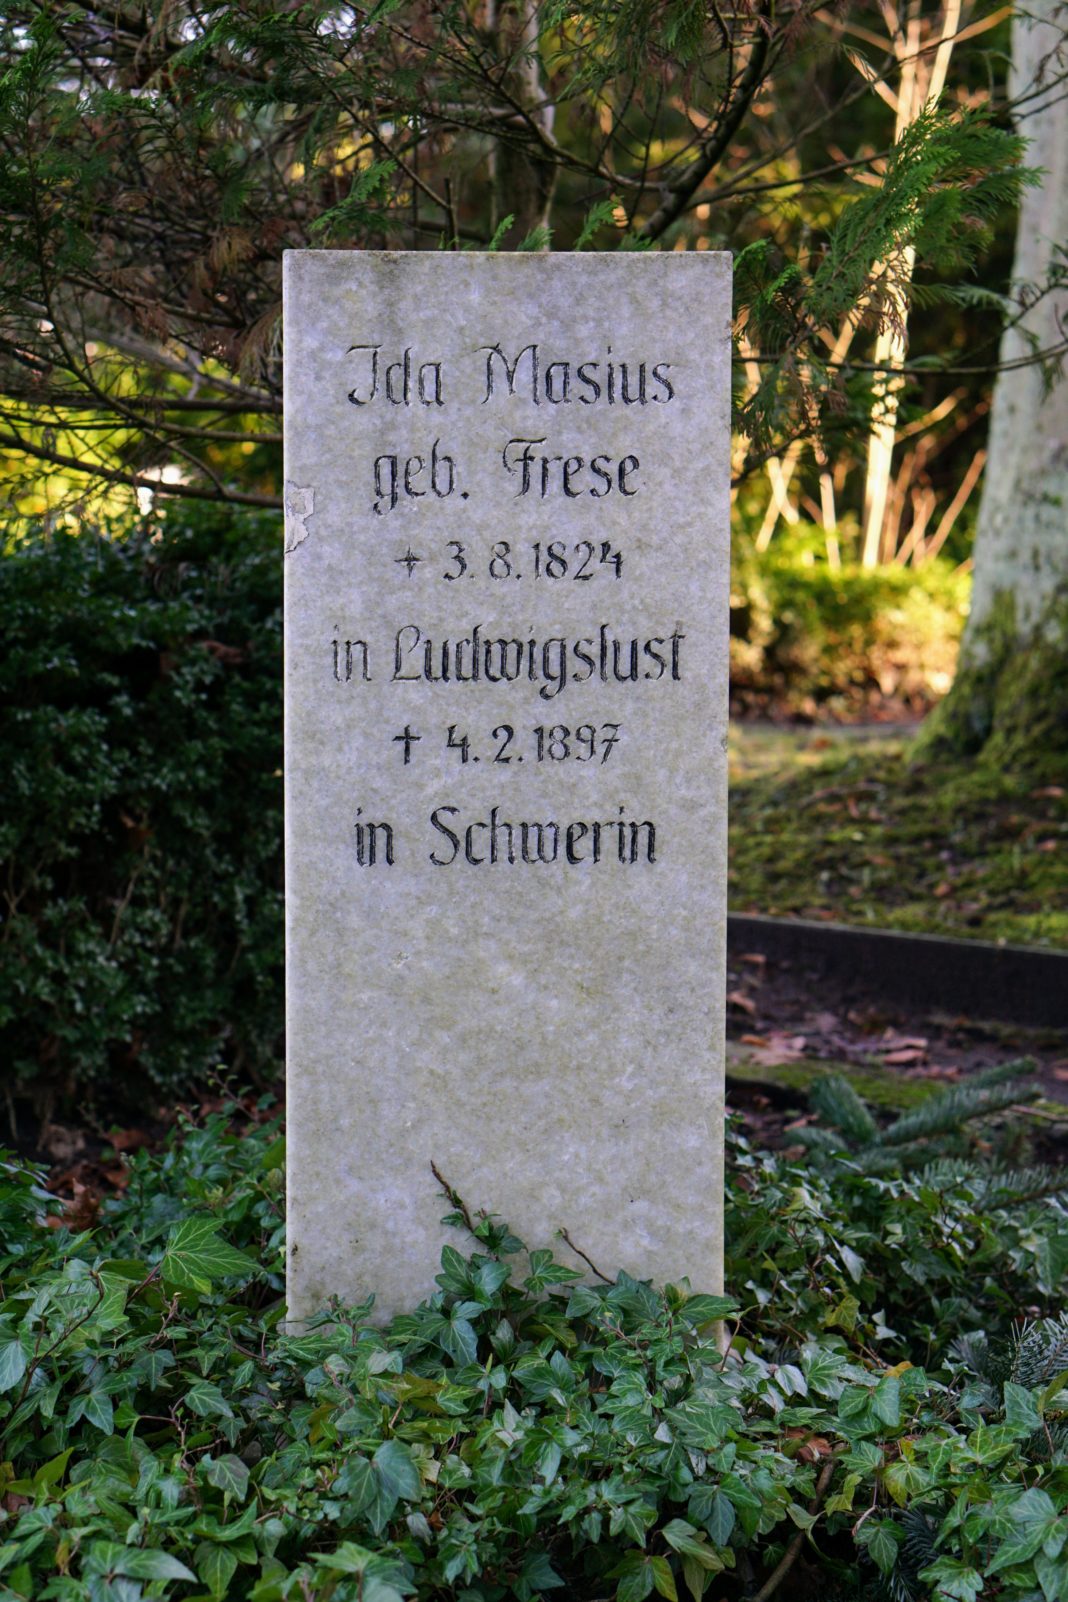 Ida Masius
geb. Frese
+ 3.8.1824
in Ludwigslust
† 4.2.1897
in Schwerin